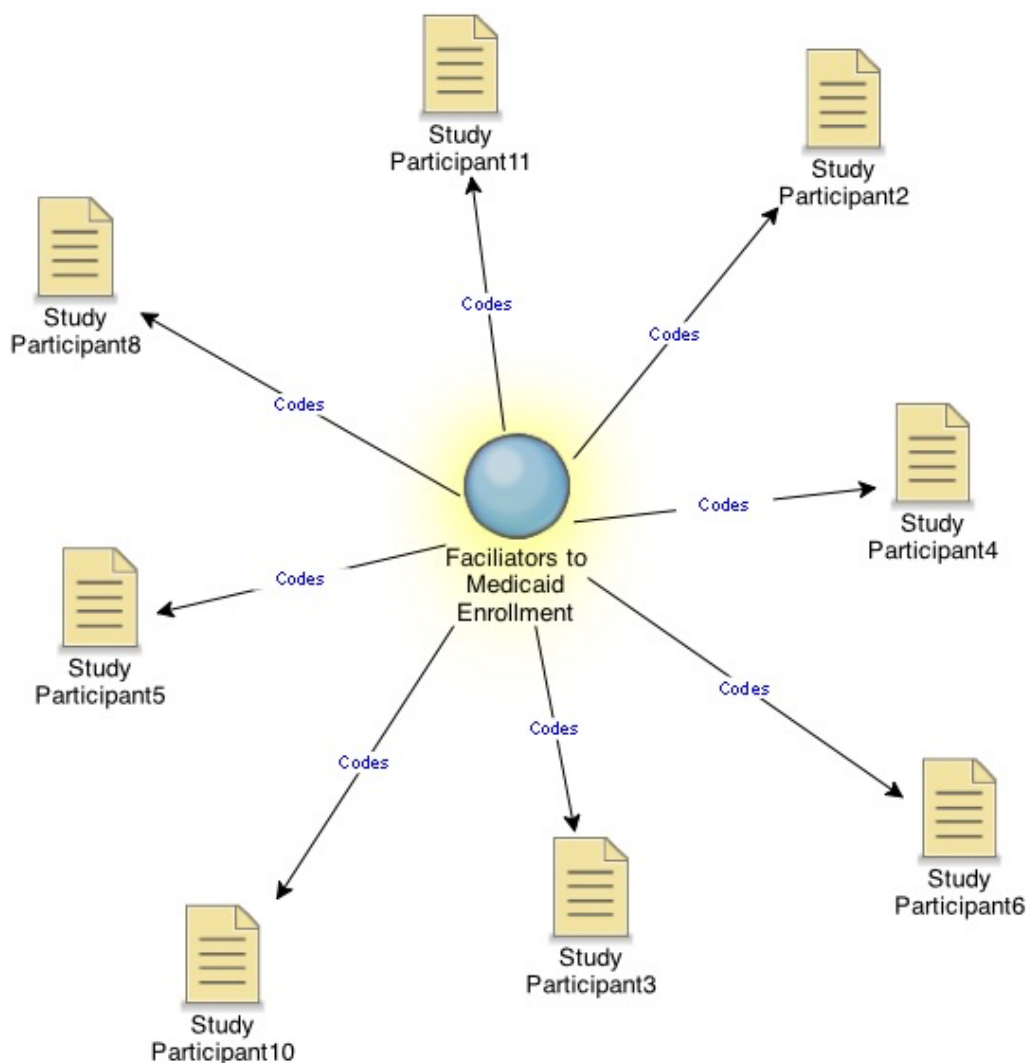 Study
Participant11
Study
Participant2
Study
Participant8
Codes
Codes
Codes
Study
Participant4
Codes
Faciliators to
Medicaid
Enrollment
Codes
Study
Participant5
Codes
Codes
Codes
Study
Participant6
Study
Participant3
Study
Participant10